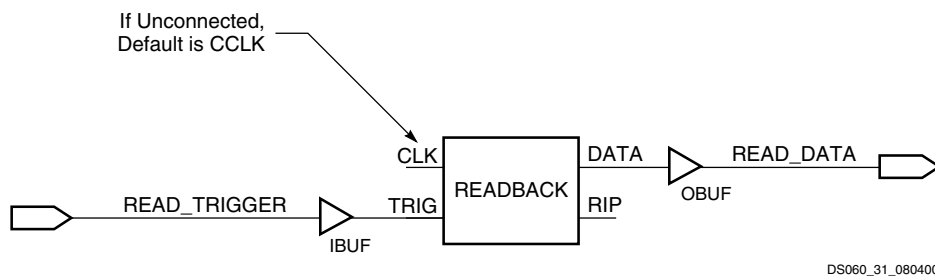 If Unconnected,
Default is CCLK
CLK
DATA
READ_DATA
READBACK
OBUF
READ_TRIGGER
TRIG
RIP
IBUF
DS060_31_080400